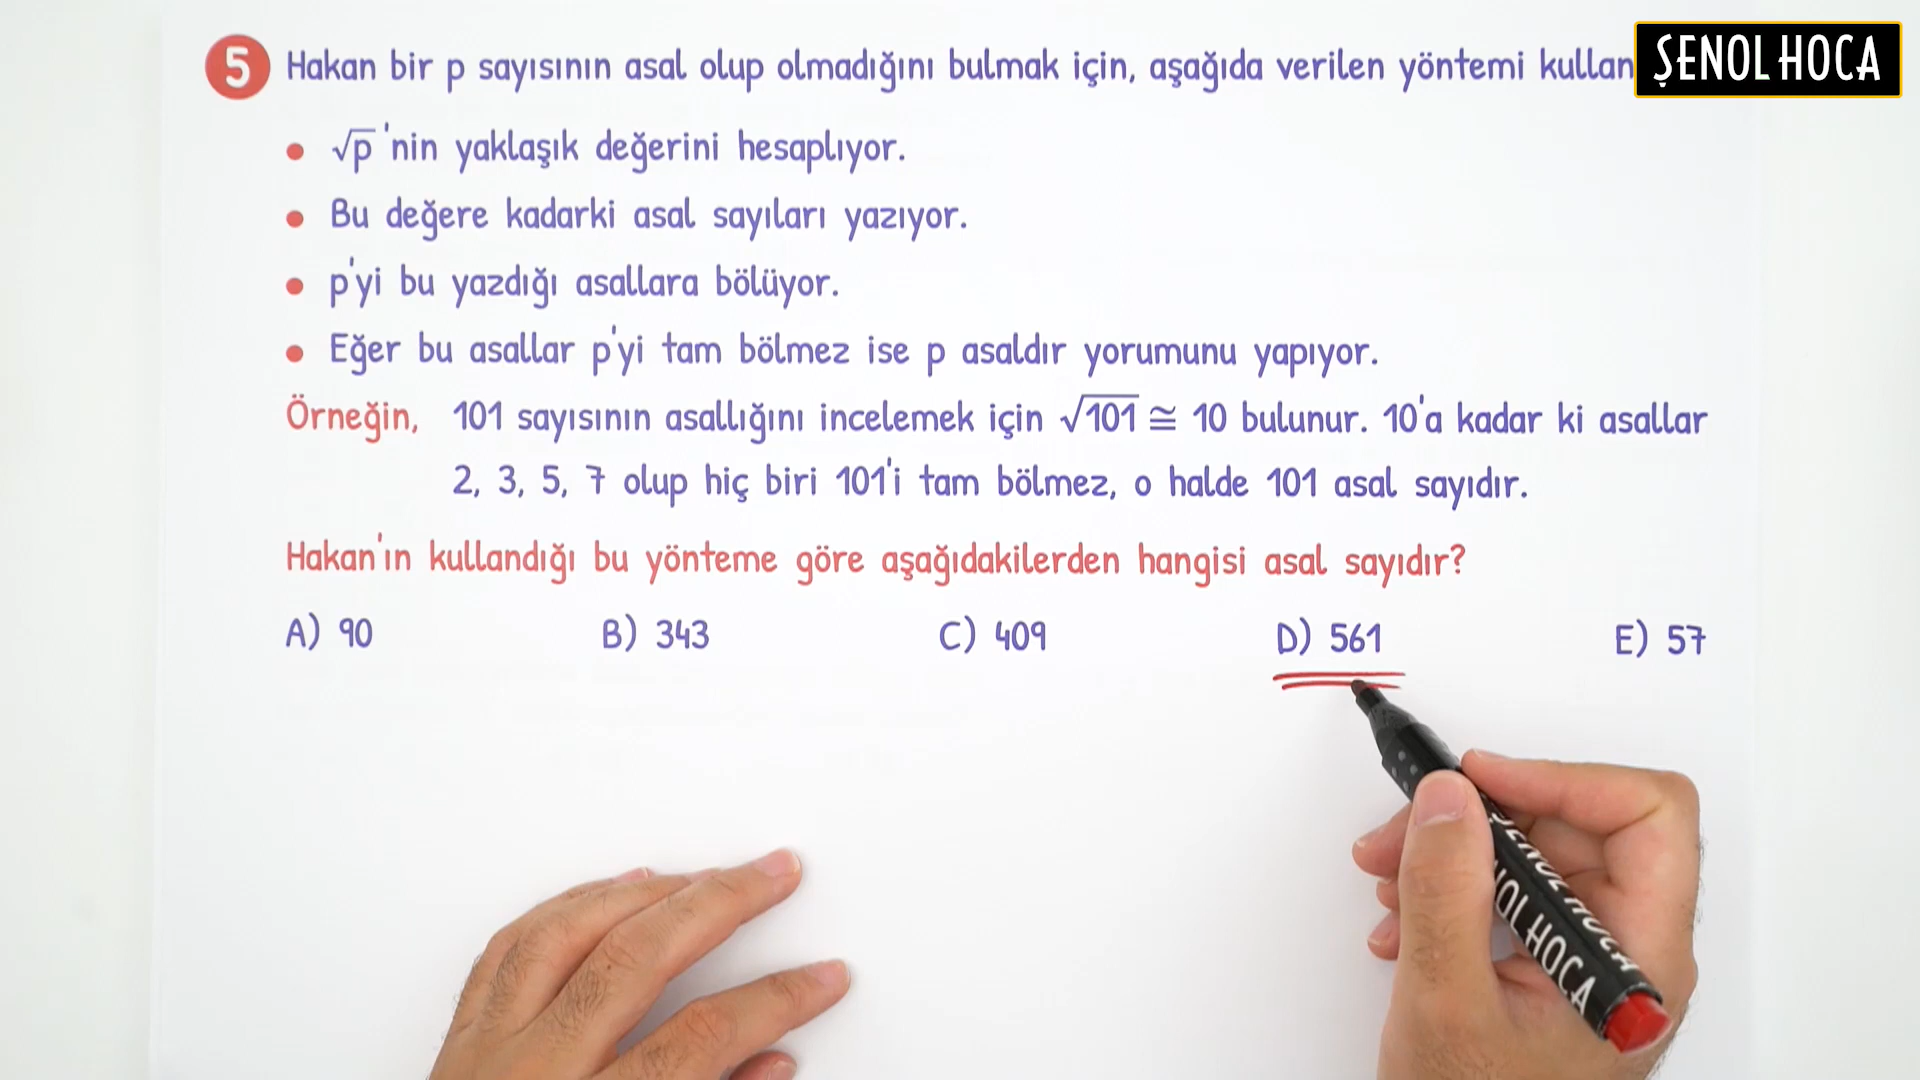 ŞENOL HOCA
5 Hakan bir p sayısının asal olup olmadığını bulmak için, aşağıda verilen yöntemi kullan
• √p 'nin yaklaşık değerini hesaplıyor.
• Bu değere kadarki asal sayıları yazıyor.
• p'yi bu yazdığı asallara bölüyor.
• Eğer bu asallar p'yi tam bölmez ise p asaldır yorumunu yapıyor.
Örneğin, 101 sayısının asallığını incelemek için √101 ≅ 10 bulunur. 10'a kadar ki asallar
2, 3, 5, 7 olup hiç biri 101'i tam bölmez, o halde 101 asal sayıdır.
Hakan'ın kullandığı bu yönteme göre aşağıdakilerden hangisi asal sayıdır?
A) 90 B) 343 C) 409 D) 561 E) 57
ŞENOL HOCA
NOL HOCA